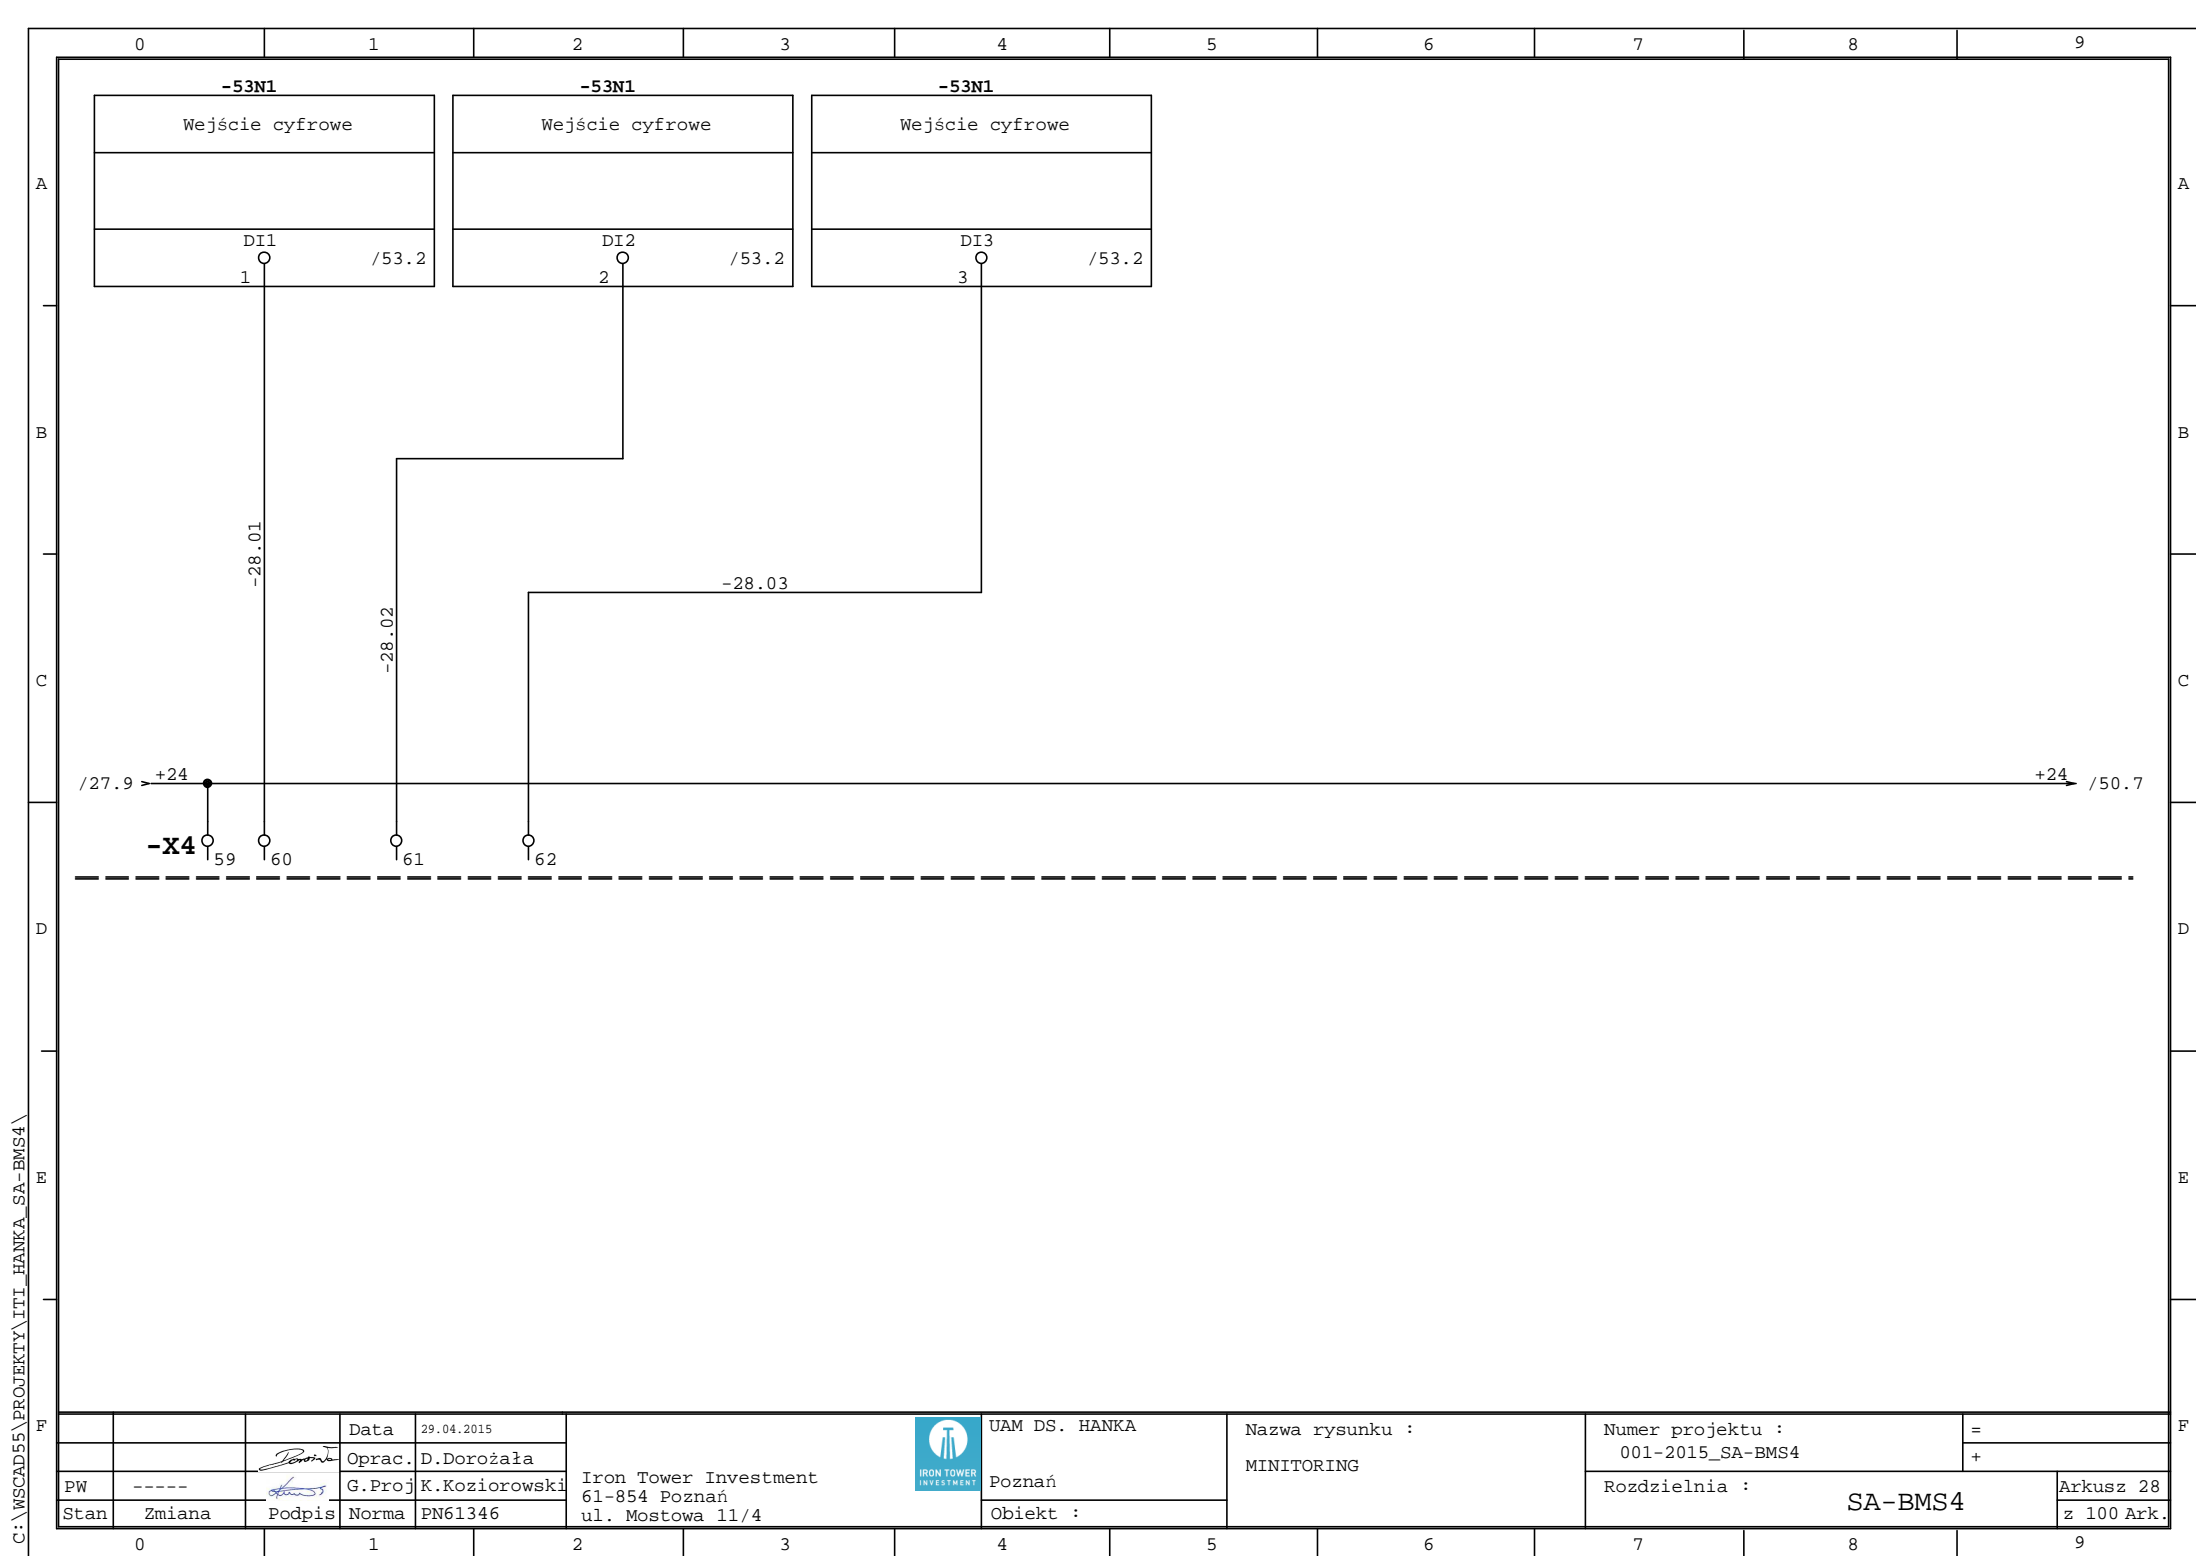 0 1 2 3 4 5 6 7 8 9
-53N1 -53N1 -53N1
Wejście cyfrowe Wejście cyfrowe Wejście cyfrowe
A A
DI1 DI2 DI3
/53.2 /53.2 /53.2
1 2 3
B B
-28.01
-28.03
-28.02
C C
/27.9 +24 +24 /50.7
-X4 59 60 61 62
D D
E E
C:\WSCAD55\PROJEKTY\ITI_HANKA_SA-BMS4\
F F
Data 29.04.2015
Oprac. D.Dorożała
PW ----- G.Proj K.Koziorowski
Stan Zmiana Podpis Norma PN61346
Iron Tower Investment
61-854 Poznań
ul. Mostowa 11/4
IRON TOWER
INVESTMENT
UAM DS. HANKA
Poznań
Obiekt :
Nazwa rysunku :
MINITORING
Numer projektu :
001-2015_SA-BMS4
Rozdzielnia :
SA-BMS4
=
+
Arkusz 28
z 100 Ark.
0 1 2 3 4 5 6 7 8 9